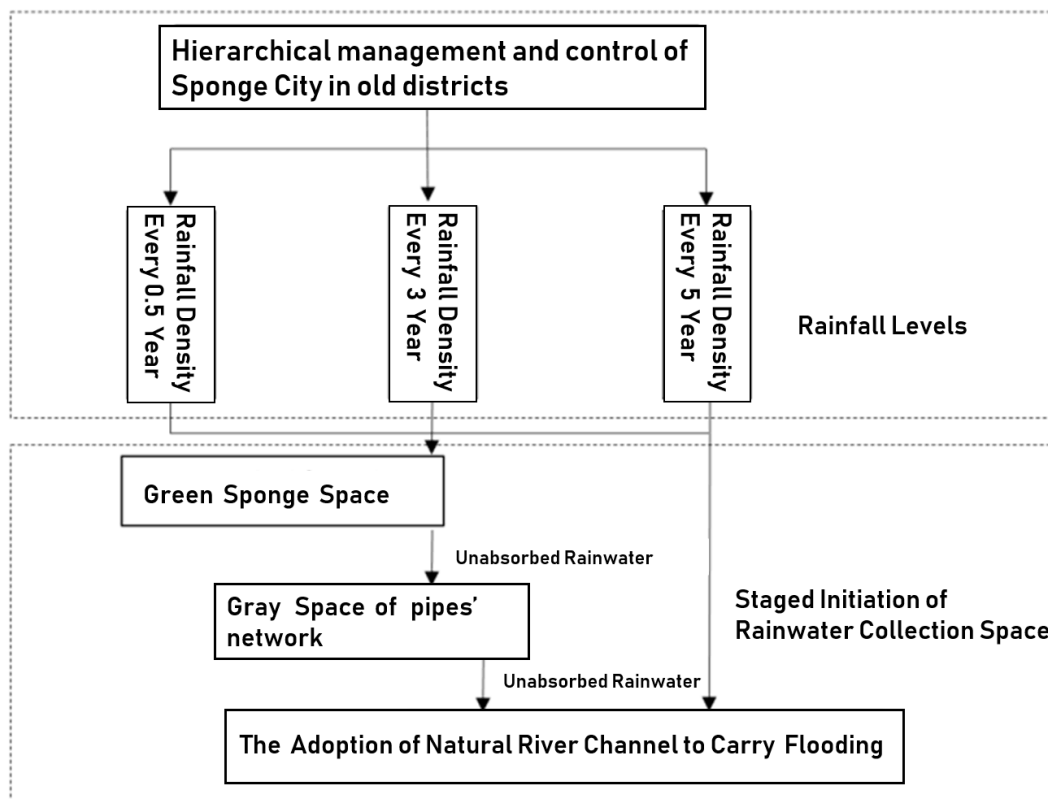 Hierarchical management and control of
Sponge City in old districts
Rainfall Density
Every 0.5 Year
Rainfall Density
Every 3 Year
Rainfall Density
Every 5 Year
Rainfall Levels
Green Sponge Space
Unabsorbed Rainwater
Gray Space of pipes'
network
Staged Initiation of
Rainwater Collection Space
Unabsorbed Rainwater
The Adoption of Natural River Channel to Carry Flooding